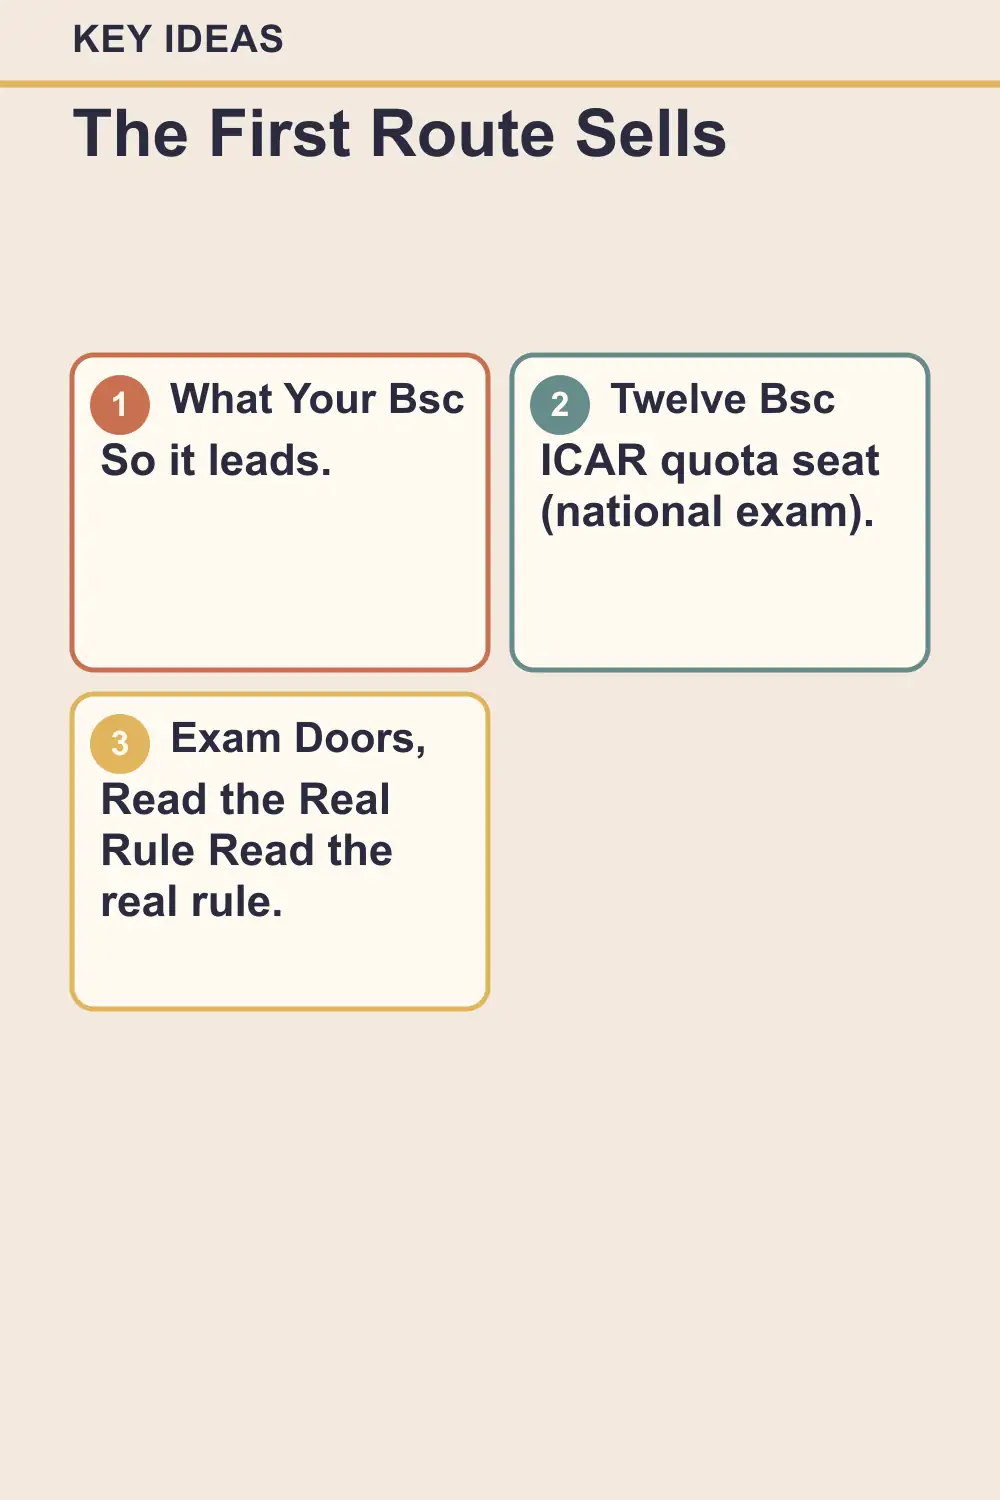 KEY IDEAS
The First Route Sells
1 What Your Bsc
So it leads.
2 Twelve Bsc
ICAR quota seat
(national exam).
3 Exam Doors,
Read the Real
Rule Read the
real rule.